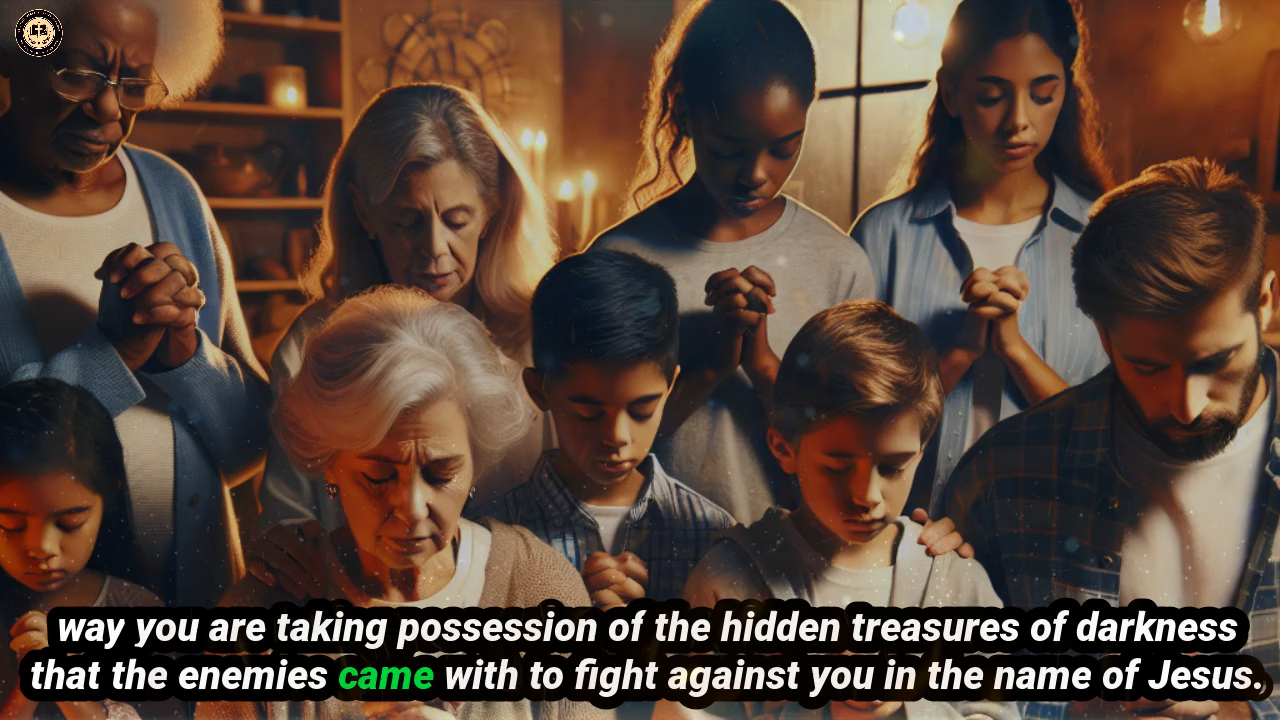 way you are taking possession of the hidden treasures of darkness
that the enemies came with to fight against you in the name of Jesus.